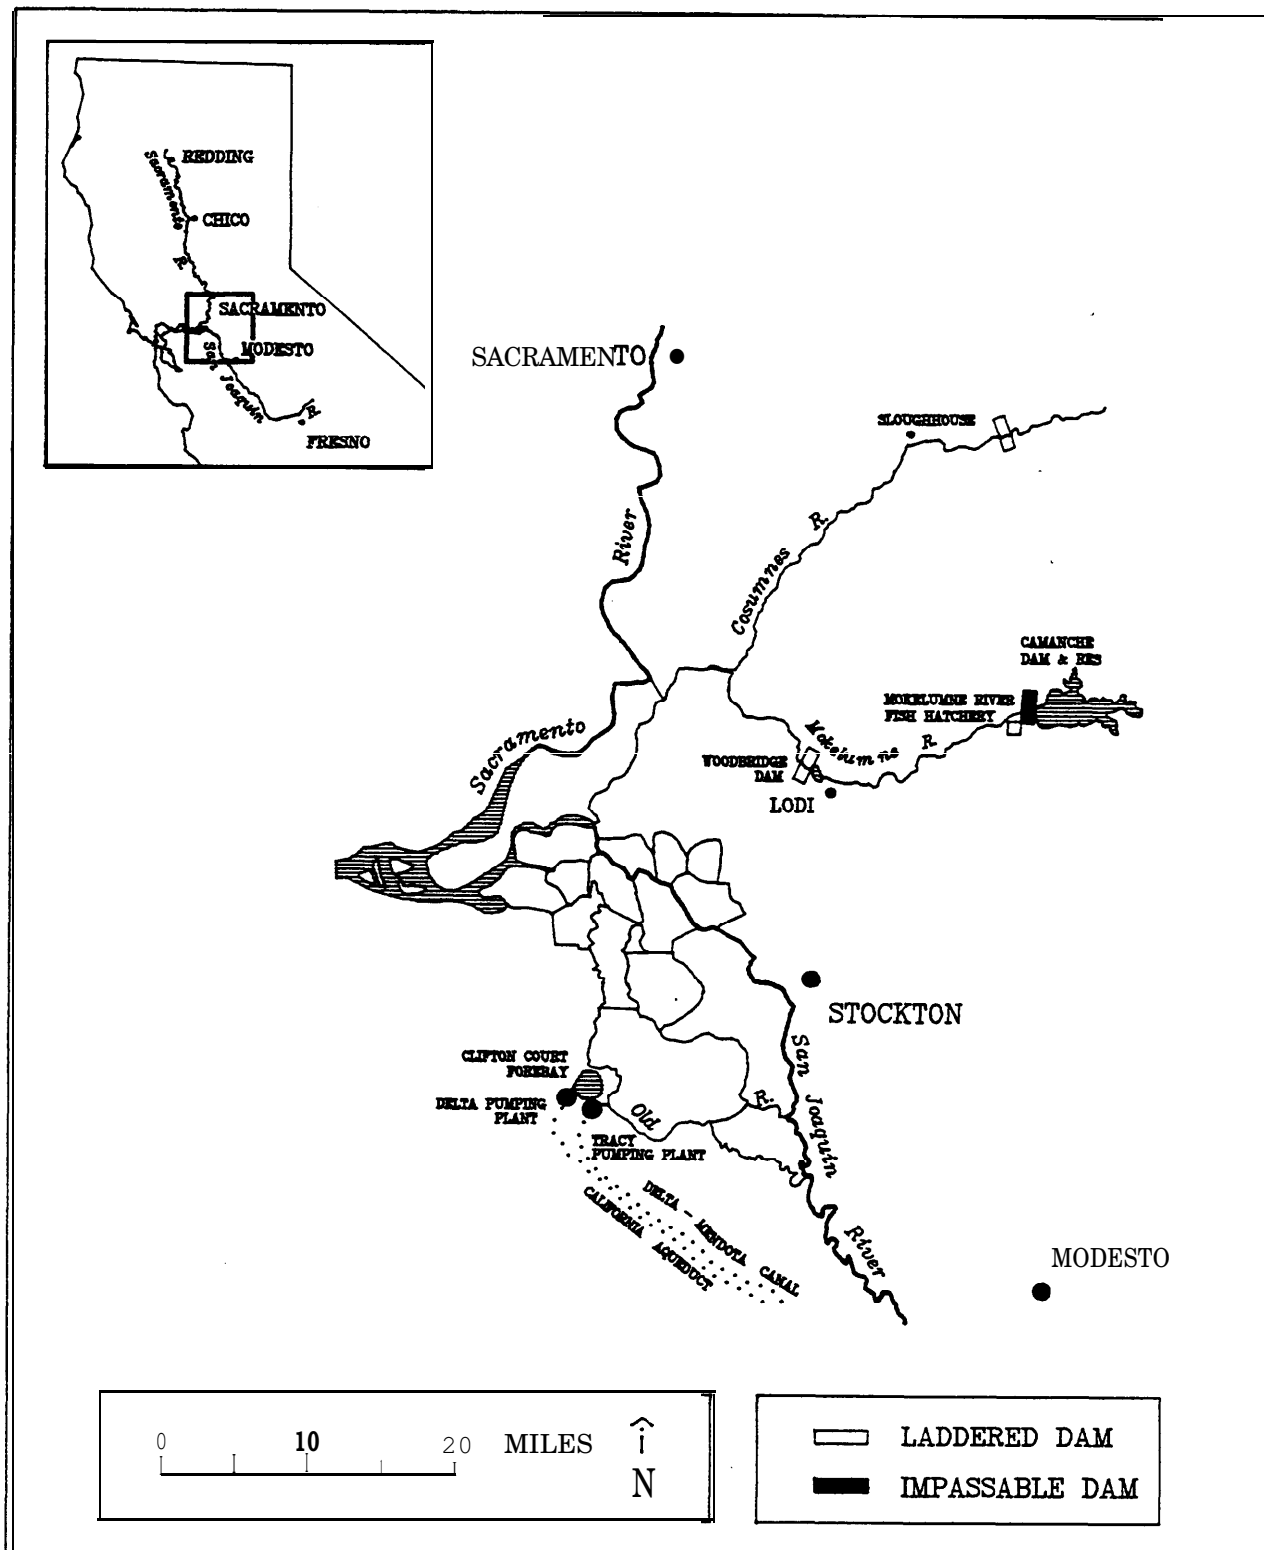 REDDING
Sacramento
CHICO
R.
SACRAMENTO
MODESTO
San Joaquin
R.
FRESNO
SACRAMENTO
SLOUGHHOUSE
River
Cosumnes R.
CAMANCHE
DAM & RES
MOKELUMNE RIVER
FISH HATCHERY
Mokelumne R.
Sacramento
WOODBRIDGE
DAM
LODI
STOCKTON
San Joaquin River
CLIFTON COURT
FOREBAY
DELTA PUMPING
PLANT
Old R.
TRACY
PUMPING PLANT
DELTA - MENDOTA CANAL
CALIFORNIA AQUEDUCT
MODESTO
0 10 20 MILES
N
LADDERED DAM
IMPASSABLE DAM